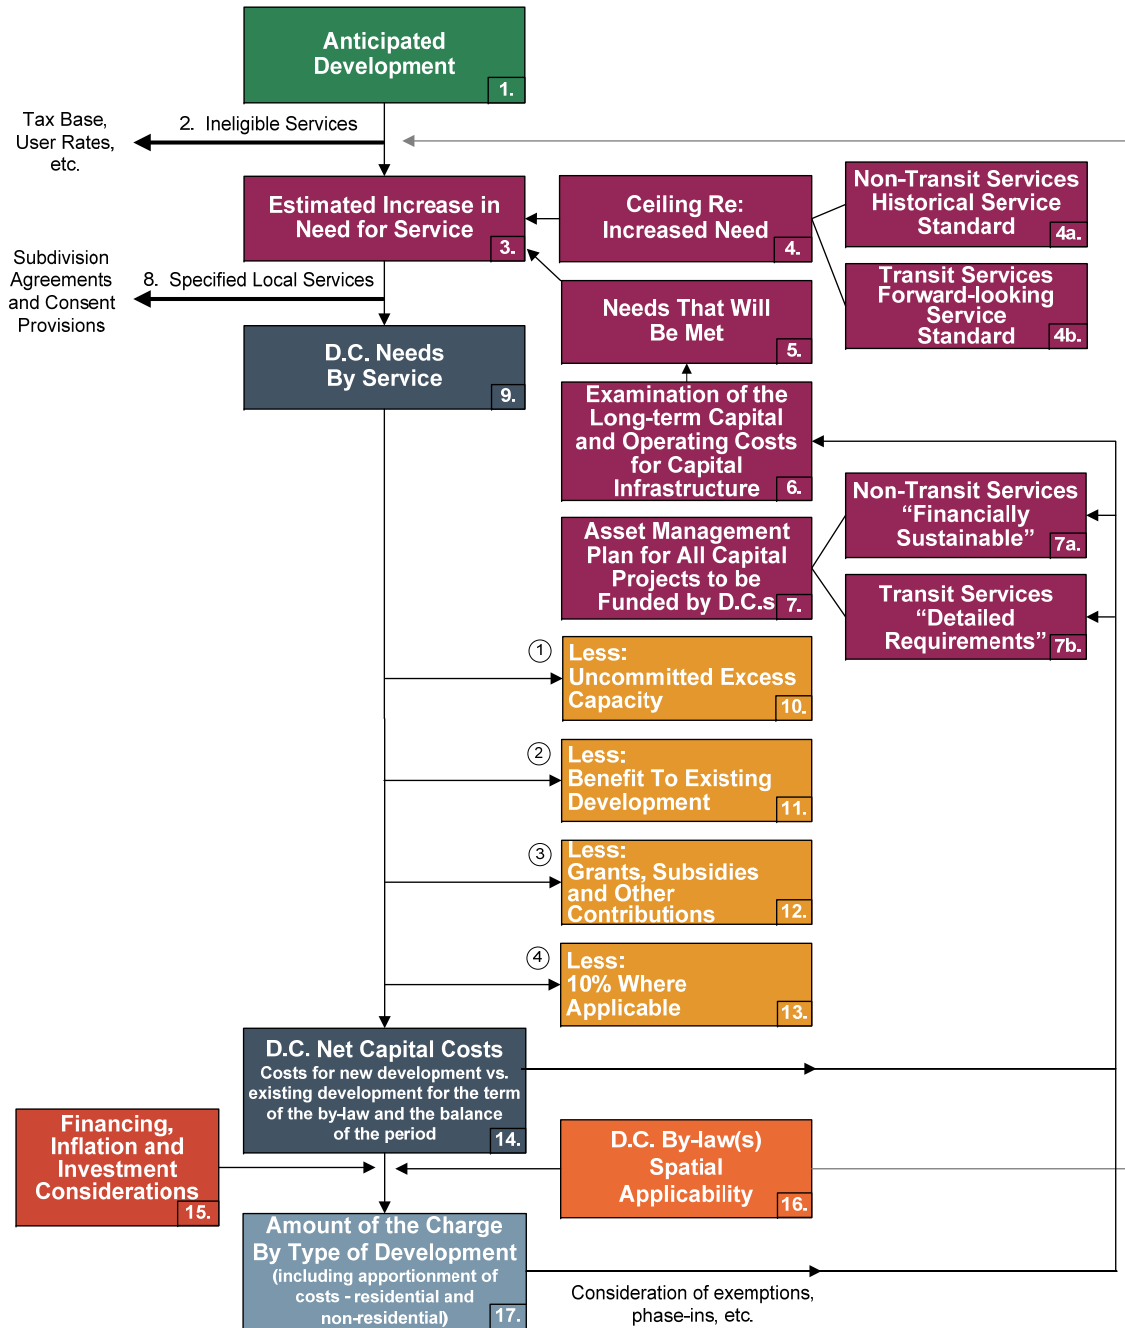 Anticipated
Development
1.
Tax Base,
User Rates,
etc.
2. Ineligible Services
Estimated Increase in
Need for Service
3.
Ceiling Re:
Increased Need
4.
Non-Transit Services
Historical Service
Standard
4a.
Transit Services
Forward-looking
Service
Standard
4b.
Subdivision
Agreements
and Consent
Provisions
8. Specified Local Services
Needs That Will
Be Met
5.
D.C. Needs
By Service
9.
Examination of the
Long-term Capital
and Operating Costs
for Capital
Infrastructure
6.
Asset Management
Plan for All Capital
Projects to be
Funded by D.C.s
7.
Non-Transit Services
“Financially
Sustainable”
7a.
Transit Services
“Detailed
Requirements”
7b.
1
Less:
Uncommitted Excess
Capacity
10.
2
Less:
Benefit To Existing
Development
11.
3
Less:
Grants, Subsidies
and Other
Contributions
12.
4
Less:
10% Where
Applicable
13.
D.C. Net Capital Costs
Costs for new development vs.
existing development for the term
of the by-law and the balance
of the period
14.
Financing,
Inflation and
Investment
Considerations
15.
D.C. By-law(s)
Spatial
Applicability
16.
Amount of the Charge
By Type of Development
(including apportionment of
costs - residential and
non-residential)
17.
Consideration of exemptions,
phase-ins, etc.